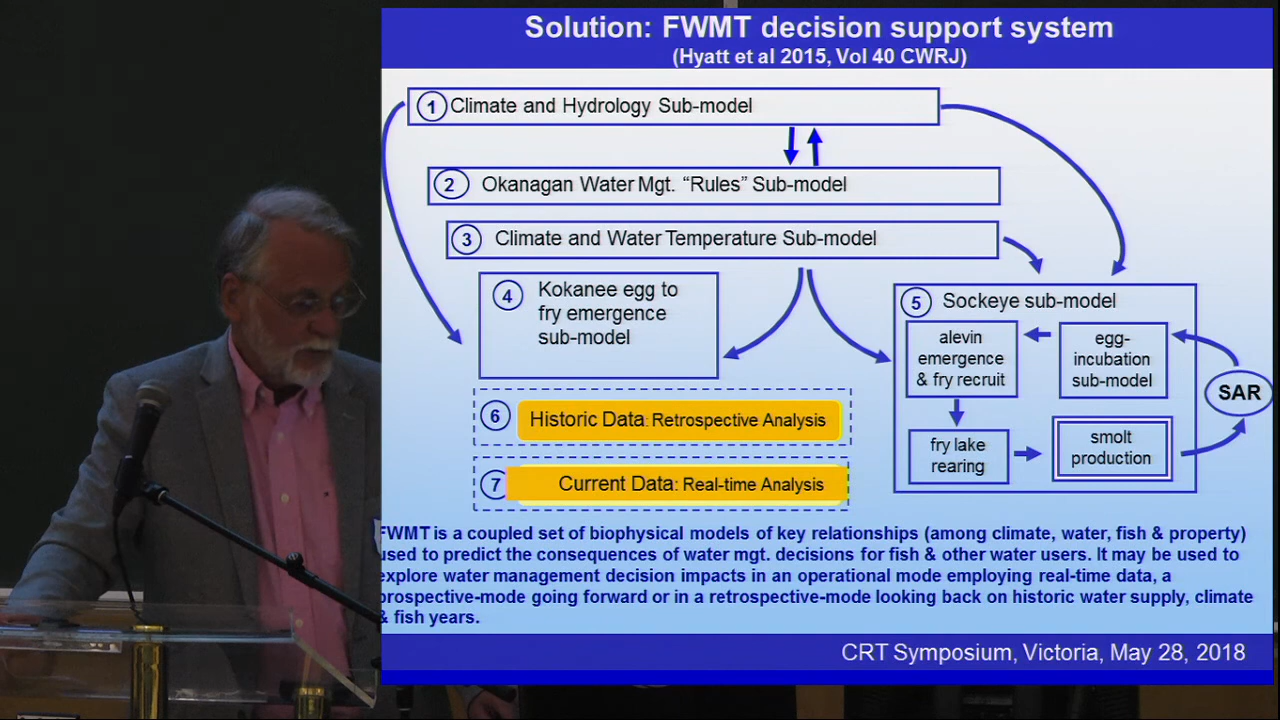 Solution: FWMT decision support system
(Hyatt et al 2015, Vol 40 CWRJ)
1 Climate and Hydrology Sub-model
2 Okanagan Water Mgt. “Rules” Sub-model
3 Climate and Water Temperature Sub-model
4 Kokanee egg to
fry emergence
sub-model
5 Sockeye sub-model
alevin
emergence
& fry recruit
egg-
incubation
sub-model
SAR
fry lake
rearing
smolt
production
6 Historic Data: Retrospective Analysis
7 Current Data: Real-time Analysis
FWMT is a coupled set of biophysical models of key relationships (among climate, water, fish & property)
used to predict the consequences of water mgt. decisions for fish & other water users. It may be used to
explore water management decision impacts in an operational mode employing real-time data, a
prospective-mode going forward or in a retrospective-mode looking back on historic water supply, climate
& fish years.
CRT Symposium, Victoria, May 28, 2018